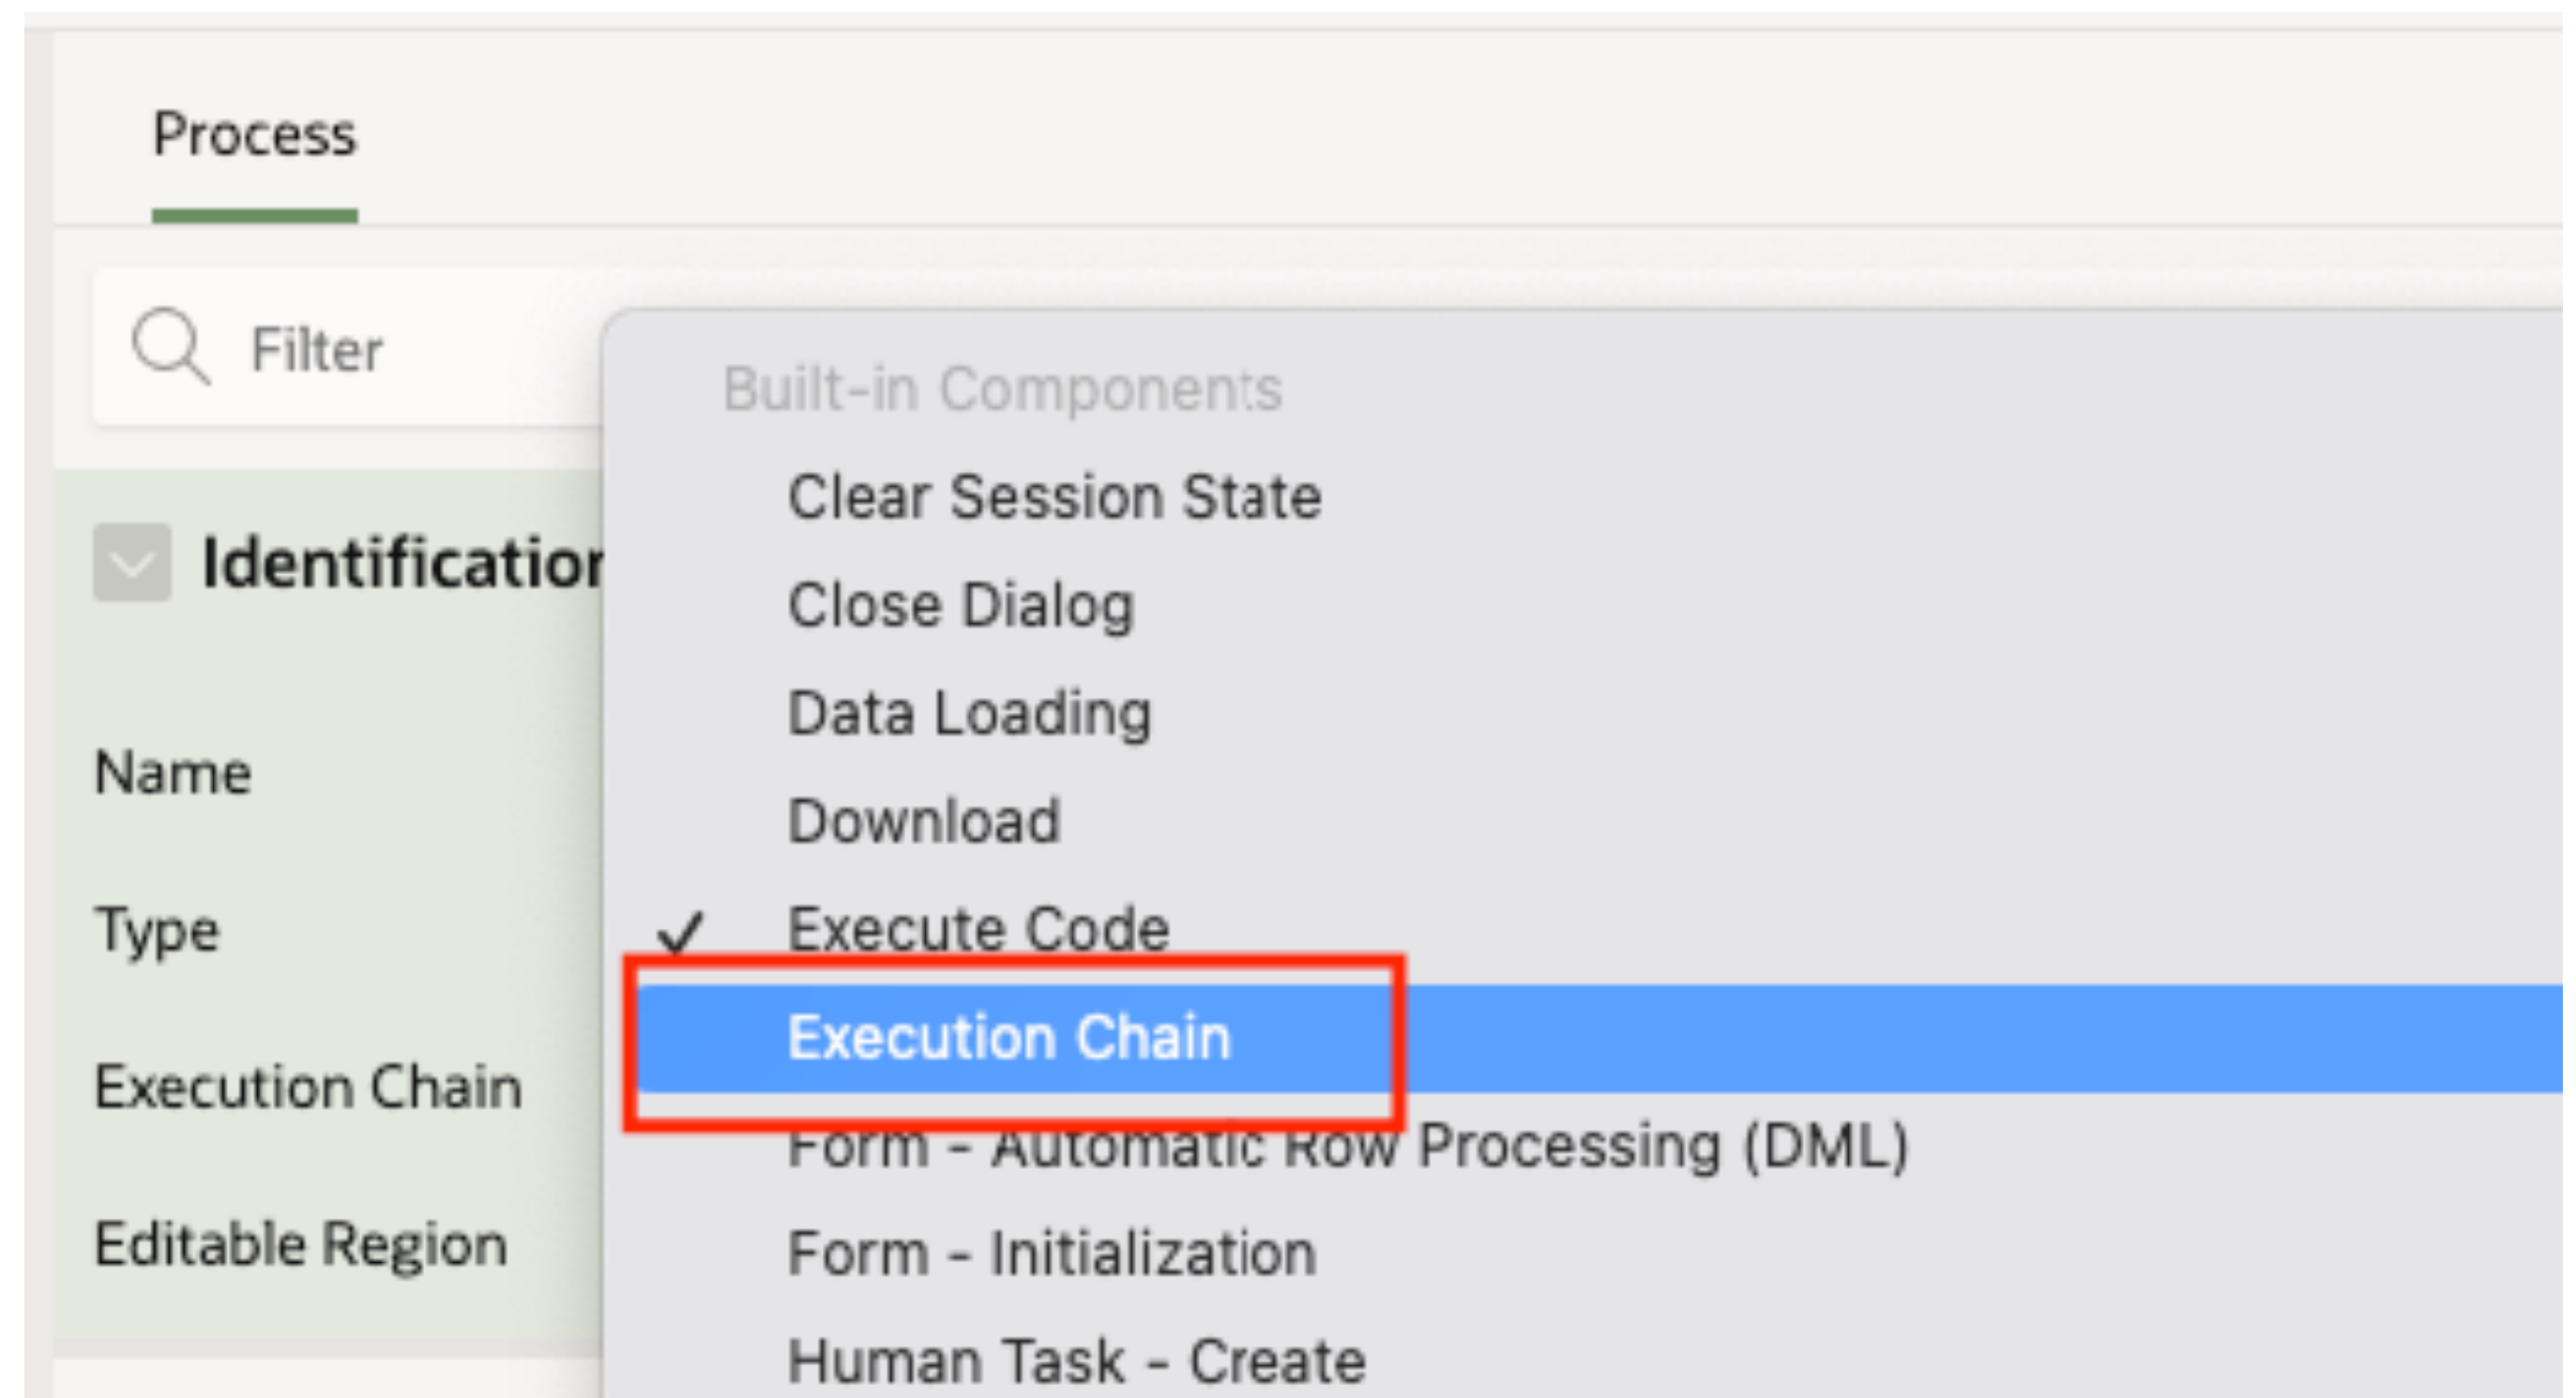 Process
Filter
Built-in Components
Clear Session State
Identification
Close Dialog
Data Loading
Name
Download
Type
✓ Execute Code
Execution Chain
Execution Chain
Form - Automatic Row Processing (DML)
Editable Region
Form - Initialization
Human Task - Create